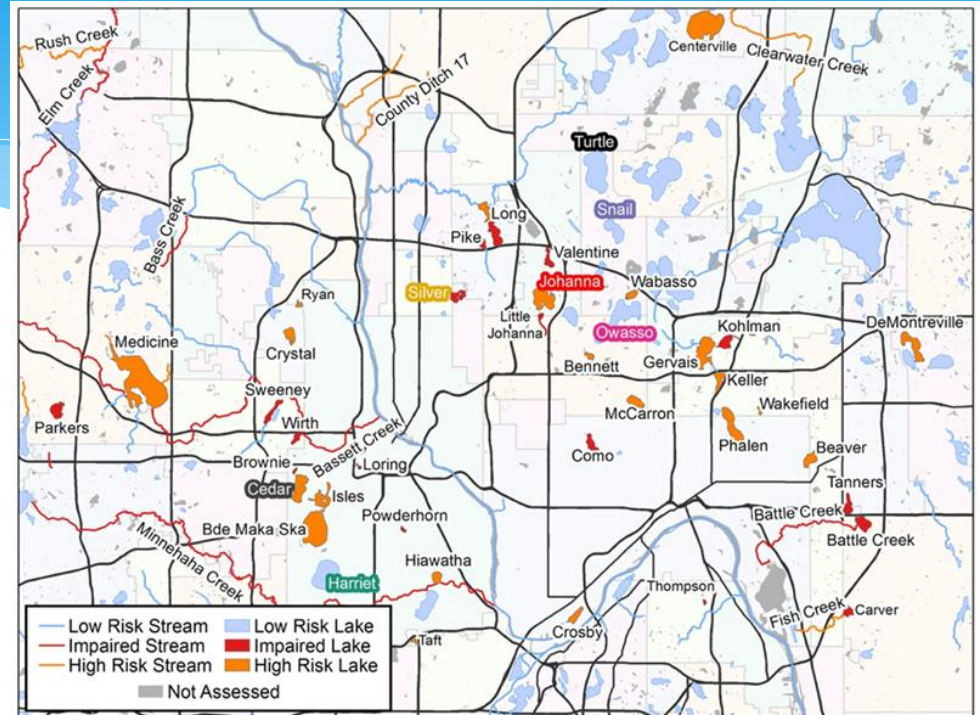 Rush Creek
Centerville
Clearwater Creek
Elm Creek
County Ditch 17
Turtle
Snail
Long
Pike
Bass Creek
Valentine
Johanna
Wabasso
Silver
Ryan
Little
Johanna
Owasso
Kohlman
DeMontreville
Medicine
Crystal
Bennett
Gervais
Keller
Sweeney
McCarron
Wakefield
Parkers
Wirth
Phalen
Como
Beaver
Bassett Creek
Brownie
Loring
Tanners
Cedar
Isles
Powderhorn
Battle Creek
Bde Maka Ska
Battle Creek
Minnehaha Creek
Hiawatha
Harriet
Thompson
Fish Creek
Carver
Crosby
Taft
Low Risk Stream
Low Risk Lake
Impaired Stream
Impaired Lake
High Risk Stream
High Risk Lake
Not Assessed